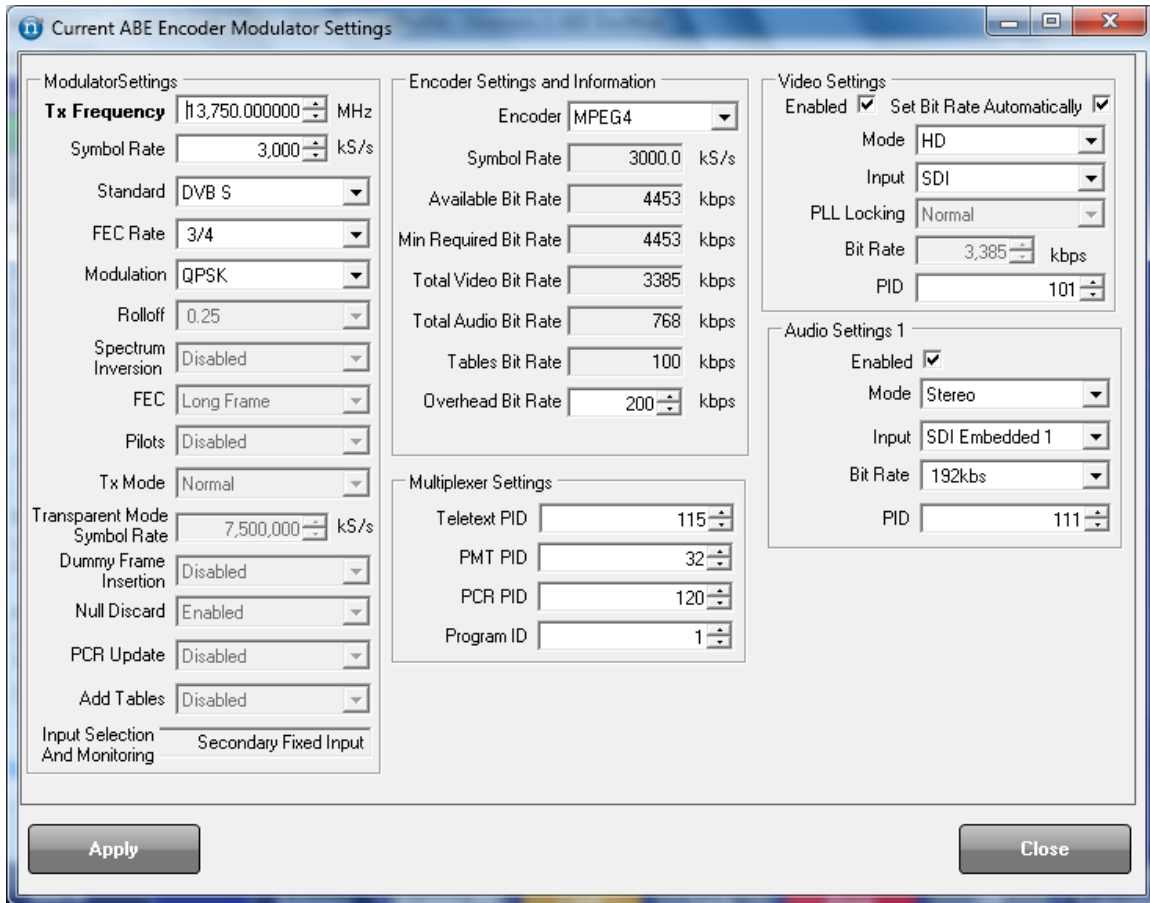 Current ABE Encoder Modulator Settings
ModulatorSettings
Tx Frequency 13,750.000000 MHz
Symbol Rate 3,000 kS/s
Standard DVB S
FEC Rate 3/4
Modulation QPSK
Rolloff 0.25
Spectrum
Inversion Disabled
FEC Long Frame
Pilots Disabled
Tx Mode Normal
Transparent Mode
Symbol Rate 7,500,000 kS/s
Dummy Frame
Insertion Disabled
Null Discard Enabled
PCR Update Disabled
Add Tables Disabled
Input Selection
And Monitoring Secondary Fixed Input
Encoder Settings and Information
Encoder MPEG4
Symbol Rate 3000.0 kS/s
Available Bit Rate 4453 kbps
Min Required Bit Rate 4453 kbps
Total Video Bit Rate 3385 kbps
Total Audio Bit Rate 768 kbps
Tables Bit Rate 100 kbps
Overhead Bit Rate 200 kbps
Multiplexer Settings
Teletext PID 115
PMT PID 32
PCR PID 120
Program ID 1
Video Settings
Enabled Set Bit Rate Automatically
Mode HD
Input SDI
PLL Locking Normal
Bit Rate 3,385 kbps
PID 101
Audio Settings 1
Enabled
Mode Stereo
Input SDI Embedded 1
Bit Rate 192kbs
PID 111
Apply
Close